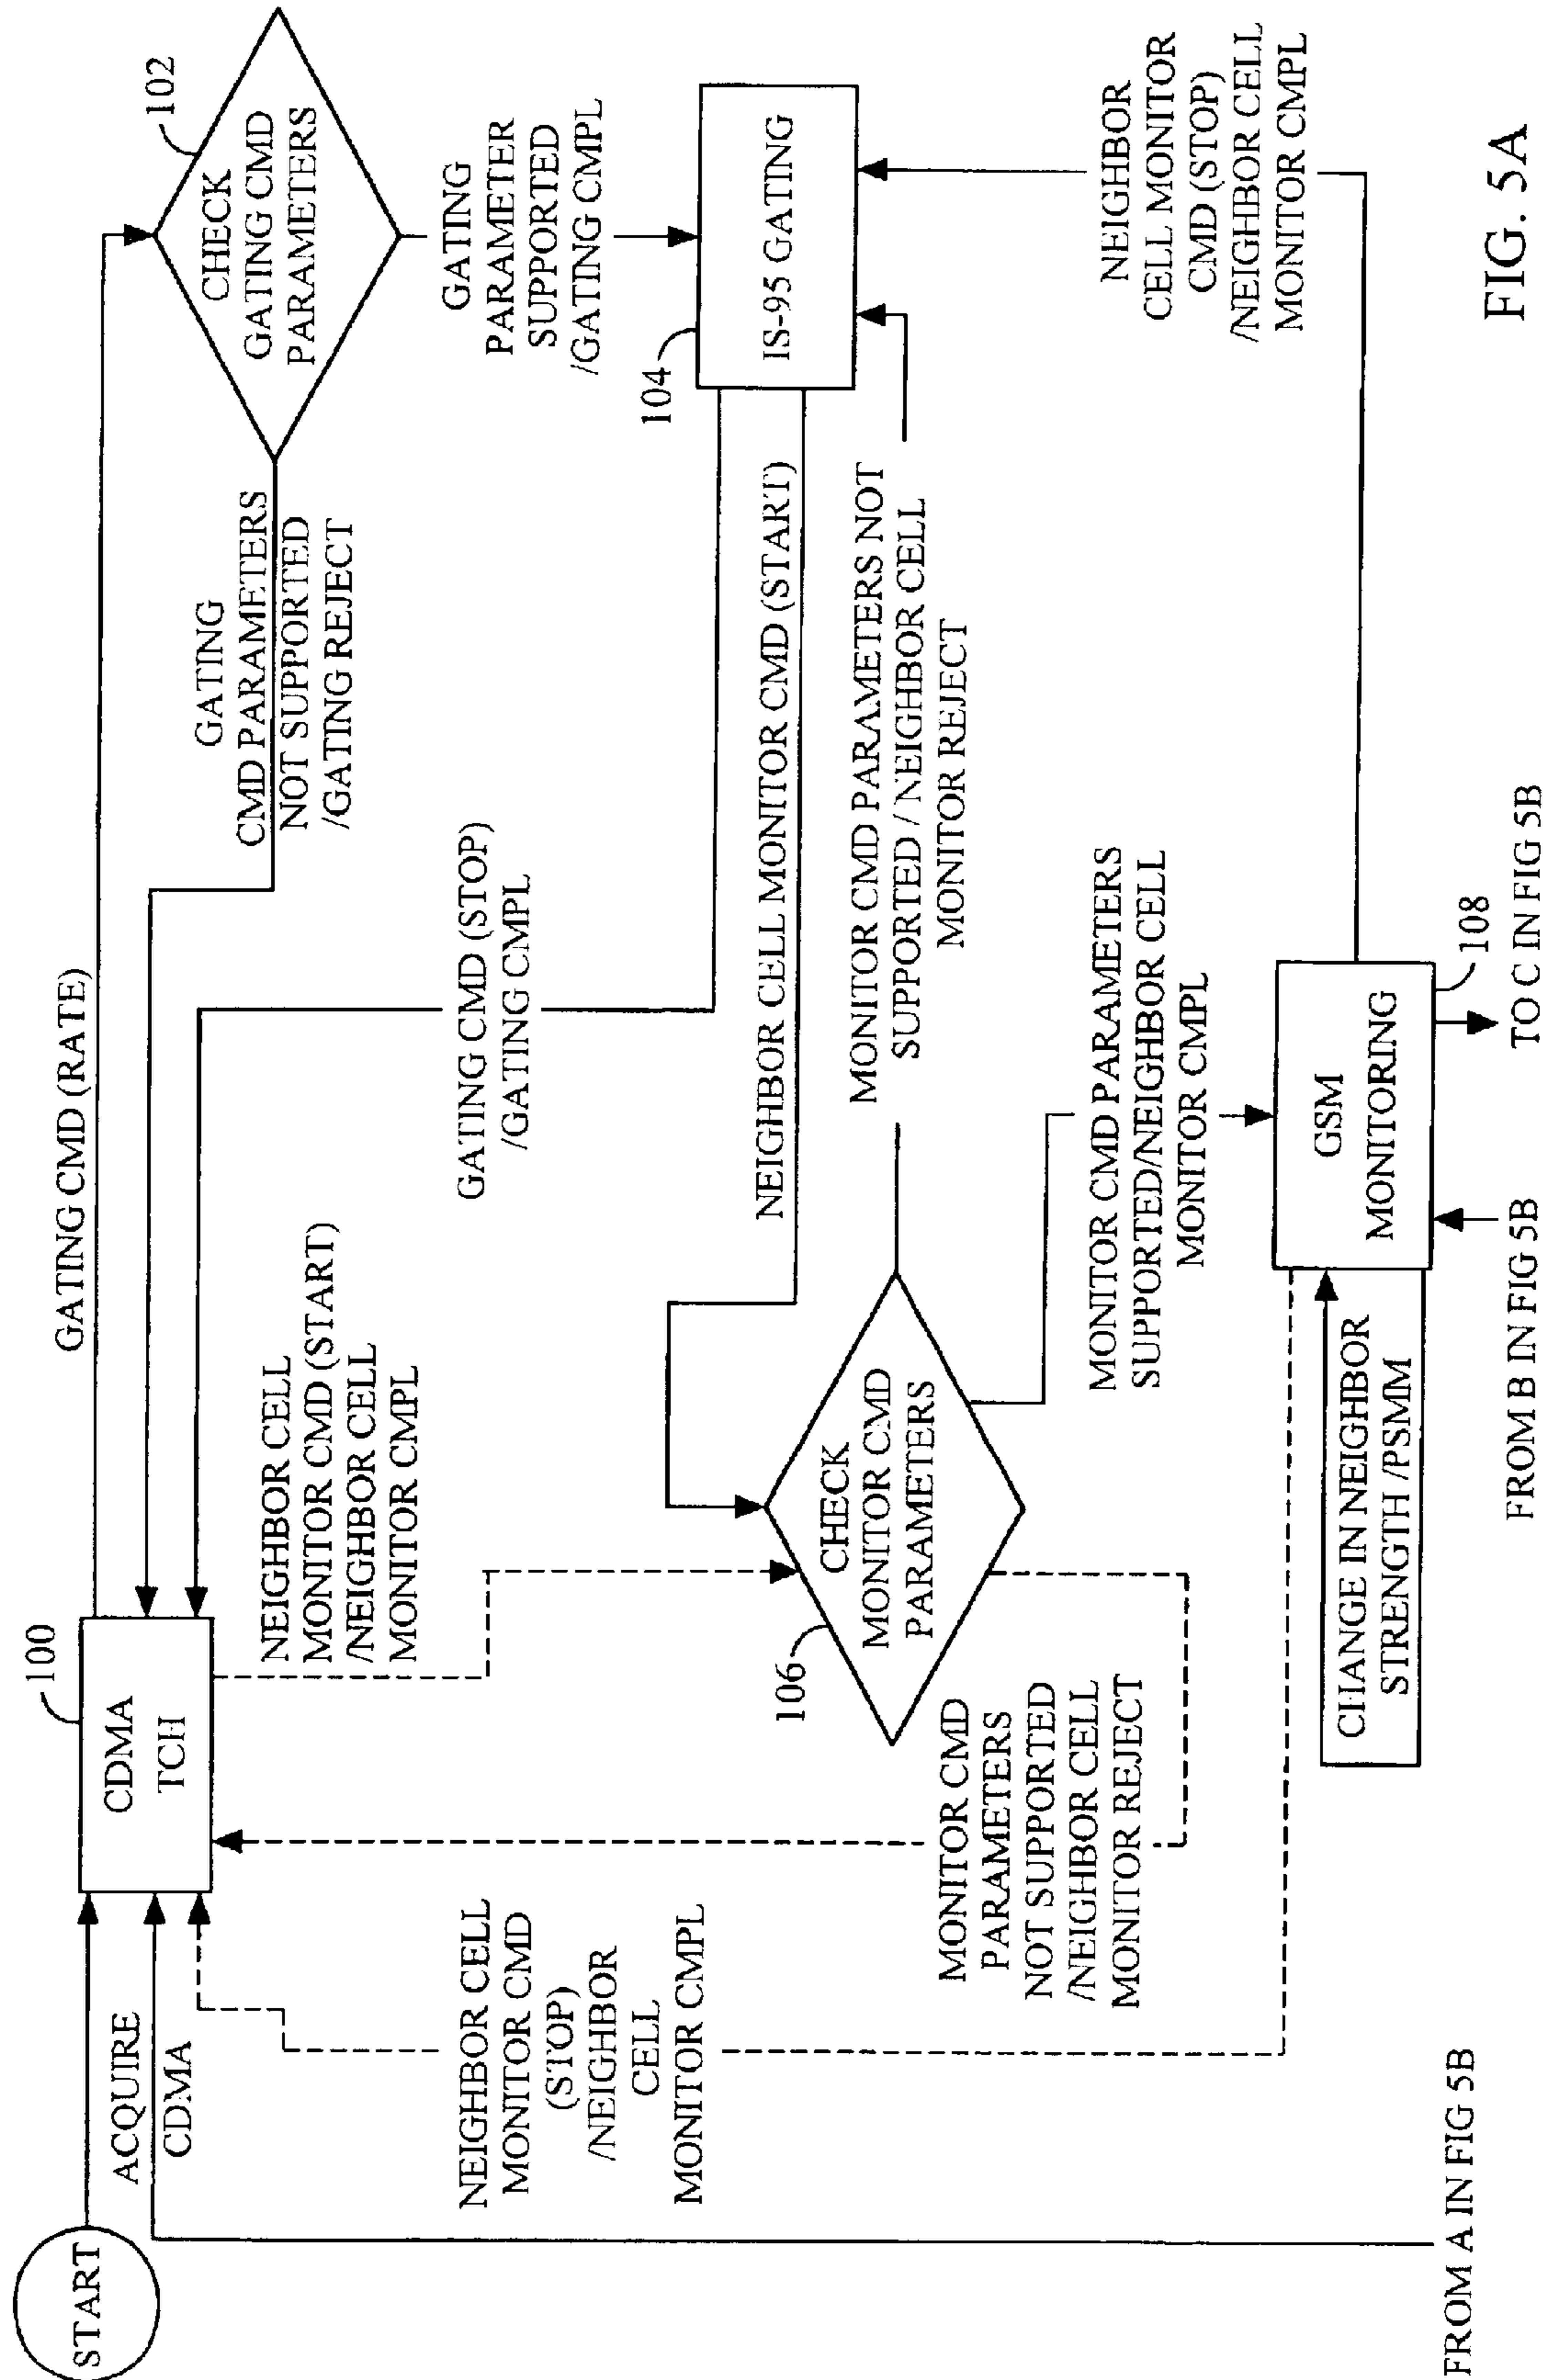 START
ACQUIRE
CDMA
FROM A IN FIG 5B
100
CDMA
TCH
GATING CMD (RATE)
102
CHECK
GATING CMD
PARAMETERS
GATING
CMD PARAMETERS
NOT SUPPORTED
/GATING REJECT
GATING
PARAMETER
SUPPORTED
/GATING CMPL
104
IS-95 GATING
GATING CMD (STOP)
/GATING CMPL
NEIGHBOR CELL MONITOR CMD (START)
NEIGHBOR CELL
MONITOR CMD (START)
/NEIGHBOR CELL
MONITOR CMPL
NEIGHBOR CELL
MONITOR CMD
(STOP)
/NEIGHBOR
CELL
MONITOR CMPL
106
CHECK
MONITOR CMD
PARAMETERS
MONITOR CMD
PARAMETERS
NOT SUPPORTED
/NEIGHBOR CELL
MONITOR REJECT
MONITOR CMD PARAMETERS NOT
SUPPORTED / NEIGHBOR CELL
MONITOR REJECT
MONITOR CMD PARAMETERS
SUPPORTED/NEIGHBOR CELL
MONITOR CMPL
NEIGHBOR
CELL MONITOR
CMD (STOP)
/NEIGHBOR CELL
MONITOR CMPL
GSM
MONITORING
108
CHANGE IN NEIGHBOR
STRENGTH /PSMM
FROM B IN FIG 5B
TO C IN FIG 5B
FIG. 5A